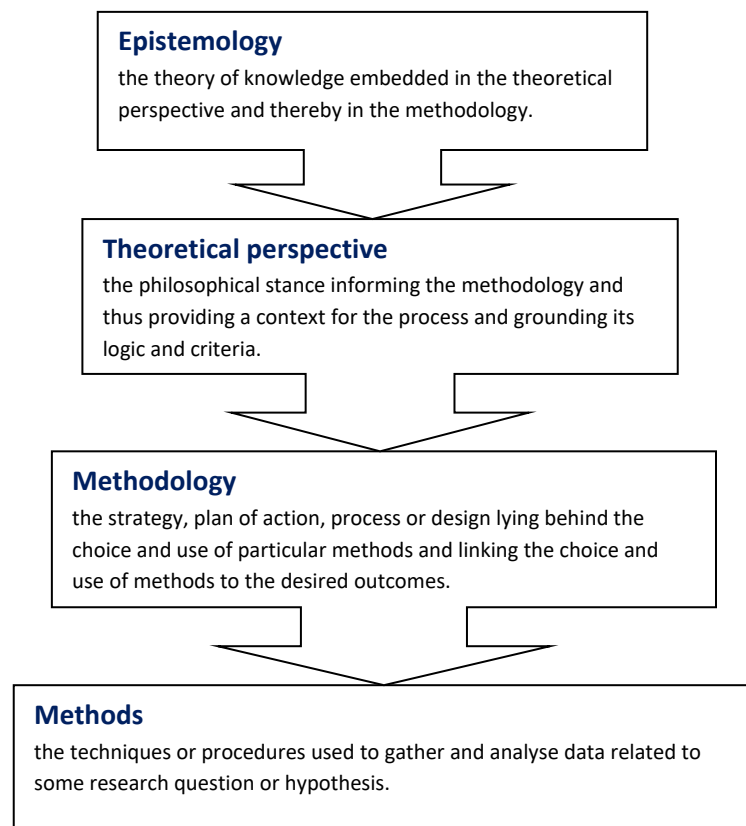 Epistemology
the theory of knowledge embedded in the theoretical
perspective and thereby in the methodology.
Theoretical perspective
the philosophical stance informing the methodology and
thus providing a context for the process and grounding its
logic and criteria.
Methodology
the strategy, plan of action, process or design lying behind the
choice and use of particular methods and linking the choice and
use of methods to the desired outcomes.
Methods
the techniques or procedures used to gather and analyse data related to
some research question or hypothesis.